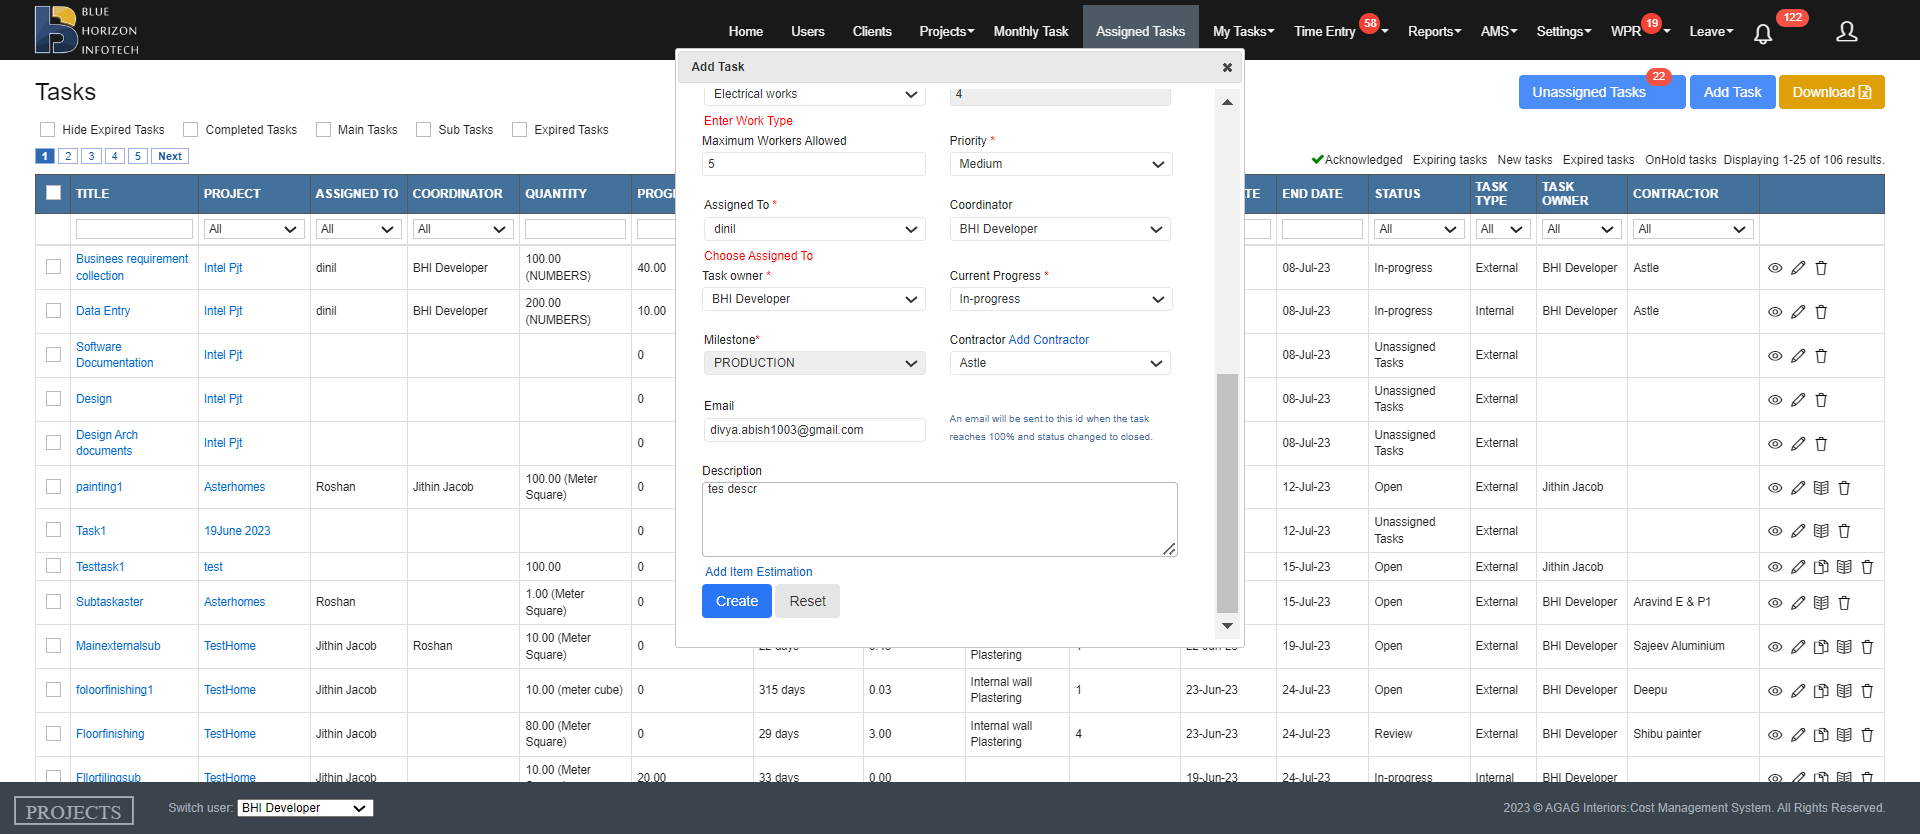 BLUE
HORIZON
INFOTECH
Home Users Clients Projects Monthly Task Assigned Tasks My Tasks Time Entry 58 Reports AMS Settings WPR 19 Leave 122
Tasks
Unassigned Tasks 22 Add Task Download
Hide Expired Tasks Completed Tasks Main Tasks Sub Tasks Expired Tasks
1 2 3 4 5 Next
Acknowledged Expiring tasks New tasks Expired tasks OnHold tasks Displaying 1-25 of 106 results.
Add Task
Electrical works 4
Enter Work Type
Maximum Workers Allowed Priority *
5 Medium
Assigned To * Coordinator
dinil BHI Developer
Choose Assigned To
Task owner * Current Progress *
BHI Developer In-progress
Milestone* Contractor Add Contractor
PRODUCTION Astle
Email
divya.abish1003@gmail.com An email will be sent to this id when the task
reaches 100% and status changed to closed.
Description
tes descr
Add Item Estimation
Create Reset
TITLE PROJECT ASSIGNED TO COORDINATOR QUANTITY END DATE STATUS TASK TYPE TASK OWNER CONTRACTOR
All All All All All All All
Businees requirement collection Intel Pjt dinil BHI Developer 100.00 (NUMBERS) 40.00 08-Jul-23 In-progress External BHI Developer Astle
Data Entry Intel Pjt dinil BHI Developer 200.00 (NUMBERS) 10.00 08-Jul-23 In-progress Internal BHI Developer Astle
Software Documentation Intel Pjt 0 08-Jul-23 Unassigned Tasks External
Design Intel Pjt 0 08-Jul-23 Unassigned Tasks External
Design Arch documents Intel Pjt 0 08-Jul-23 Unassigned Tasks External
painting1 Asterhomes Roshan Jithin Jacob 100.00 (Meter Square) 0 12-Jul-23 Open External Jithin Jacob
Task1 19June 2023 0 12-Jul-23 Unassigned Tasks External
Testtask1 test 100.00 0 15-Jul-23 Open External Jithin Jacob
Subtaskaster Asterhomes Roshan 1.00 (Meter Square) 0 15-Jul-23 Open External BHI Developer Aravind E & P1
Mainexternalsub TestHome Jithin Jacob Roshan 10.00 (Meter Square) 0 Plastering 19-Jul-23 Open External BHI Developer Sajeev Aluminium
foloorfinishing1 TestHome Jithin Jacob 10.00 (meter cube) 0 315 days 0.03 Internal wall Plastering 1 23-Jun-23 24-Jul-23 Open External BHI Developer Deepu
Floorfinishing TestHome Jithin Jacob 80.00 (Meter Square) 0 29 days 3.00 Internal wall Plastering 4 23-Jun-23 24-Jul-23 Review External BHI Developer Shibu painter
Fllortilingsub TestHome Jithin Jacob 10.00 (Meter 20.00 33 days 0.00 19-Jun-23 24-Jul-23 In-progress Internal BHI Developer
PROJECTS Switch user: BHI Developer 2023 © AGAG Interiors:Cost Management System. All Rights Reserved.